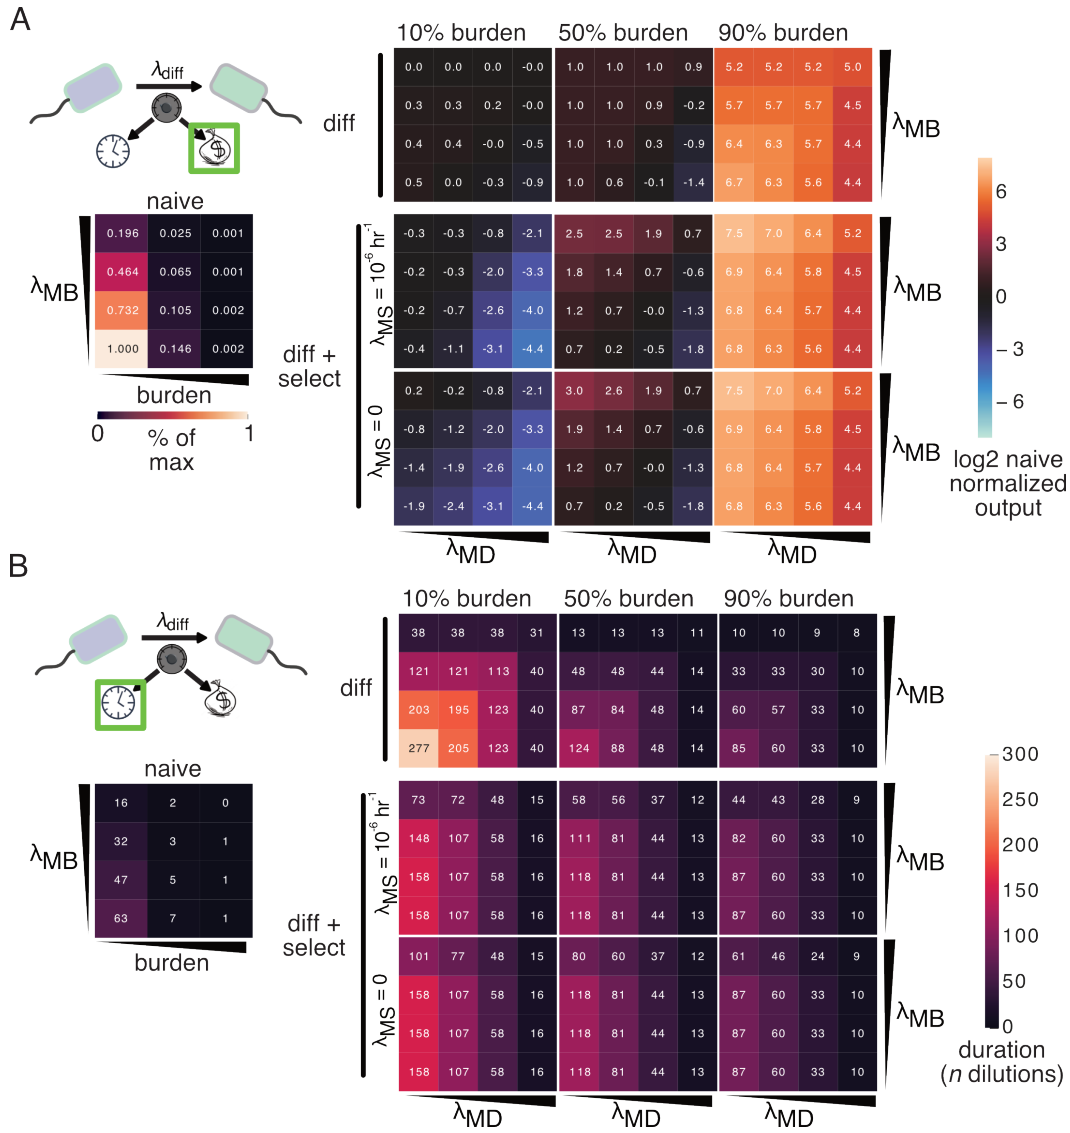 A
λdiff
$
naive
0.196 0.025 0.001
0.464 0.065 0.001
0.732 0.105 0.002
1.000 0.146 0.002
λMB
burden
0 1
% of
max
10% burden 50% burden 90% burden
diff
0.0 0.0 0.0 -0.0 1.0 1.0 1.0 0.9 5.2 5.2 5.2 5.0
0.3 0.3 0.2 -0.0 1.0 1.0 0.9 -0.2 5.7 5.7 5.7 4.5
0.4 0.4 -0.0 -0.5 1.0 1.0 0.3 -0.9 6.4 6.3 5.7 4.4
0.5 0.0 -0.3 -0.9 1.0 0.6 -0.1 -1.4 6.7 6.3 5.6 4.4
λMB
diff +
select
λMS = 10⁻⁶ hr⁻¹
-0.3 -0.3 -0.8 -2.1 2.5 2.5 1.9 0.7 7.5 7.0 6.4 5.2
-0.2 -0.3 -2.0 -3.3 1.8 1.4 0.7 -0.6 6.9 6.4 5.8 4.5
-0.2 -0.7 -2.6 -4.0 1.2 0.7 -0.0 -1.3 6.8 6.4 5.7 4.4
-0.4 -1.1 -3.1 -4.4 0.7 0.2 -0.5 -1.8 6.8 6.3 5.6 4.4
λMB
λMS = 0
0.2 -0.2 -0.8 -2.1 3.0 2.6 1.9 0.7 7.5 7.0 6.4 5.2
-0.8 -1.2 -2.0 -3.3 1.9 1.4 0.7 -0.6 6.9 6.4 5.8 4.5
-1.4 -1.9 -2.6 -4.0 1.2 0.7 -0.0 -1.3 6.8 6.4 5.7 4.4
-1.9 -2.4 -3.1 -4.4 0.7 0.2 -0.5 -1.8 6.8 6.3 5.6 4.4
λMB
λMD λMD λMD
6
3
0
– 3
– 6
log2 naive
normalized
output
B
λdiff
$
naive
16 2 0
32 3 1
47 5 1
63 7 1
λMB
burden
10% burden 50% burden 90% burden
diff
38 38 38 31 13 13 13 11 10 10 9 8
121 121 113 40 48 48 44 14 33 33 30 10
203 195 123 40 87 84 48 14 60 57 33 10
277 205 123 40 124 88 48 14 85 60 33 10
λMB
diff +
select
λMS = 10⁻⁶ hr⁻¹
73 72 48 15 58 56 37 12 44 43 28 9
148 107 58 16 111 81 44 13 82 60 33 10
158 107 58 16 118 81 44 13 87 60 33 10
158 107 58 16 118 81 44 13 87 60 33 10
λMB
λMS = 0
101 77 48 15 80 60 37 12 61 46 24 9
158 107 58 16 118 81 44 13 87 60 33 10
158 107 58 16 118 81 44 13 87 60 33 10
158 107 58 16 118 81 44 13 87 60 33 10
λMB
λMD λMD λMD
300
250
200
150
100
50
0
duration
(n dilutions)